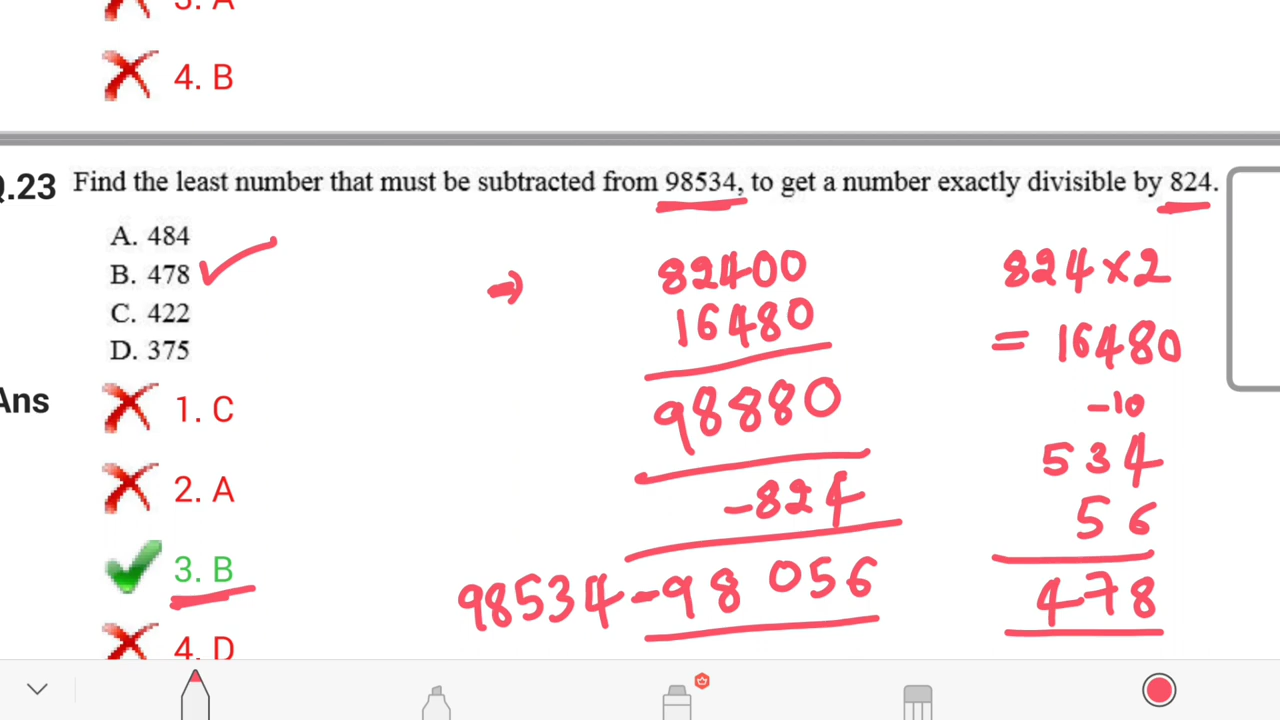 3. A
4. B
Q.23 Find the least number that must be subtracted from 98534, to get a number exactly divisible by 824.
A. 484
B. 478
C. 422
D. 375
Ans
1. C
2. A
3. B
4. D
82400
16480
98880
-824
98534-98056
824×2
= 16480
-10
534
56
478